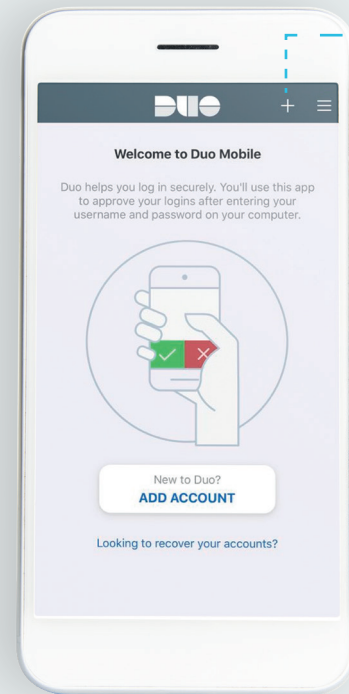 DUO
Welcome to Duo Mobile
Duo helps you log in securely. You'll use this app
to approve your logins after entering your
username and password on your computer.
New to Duo?
ADD ACCOUNT
Looking to recover your accounts?